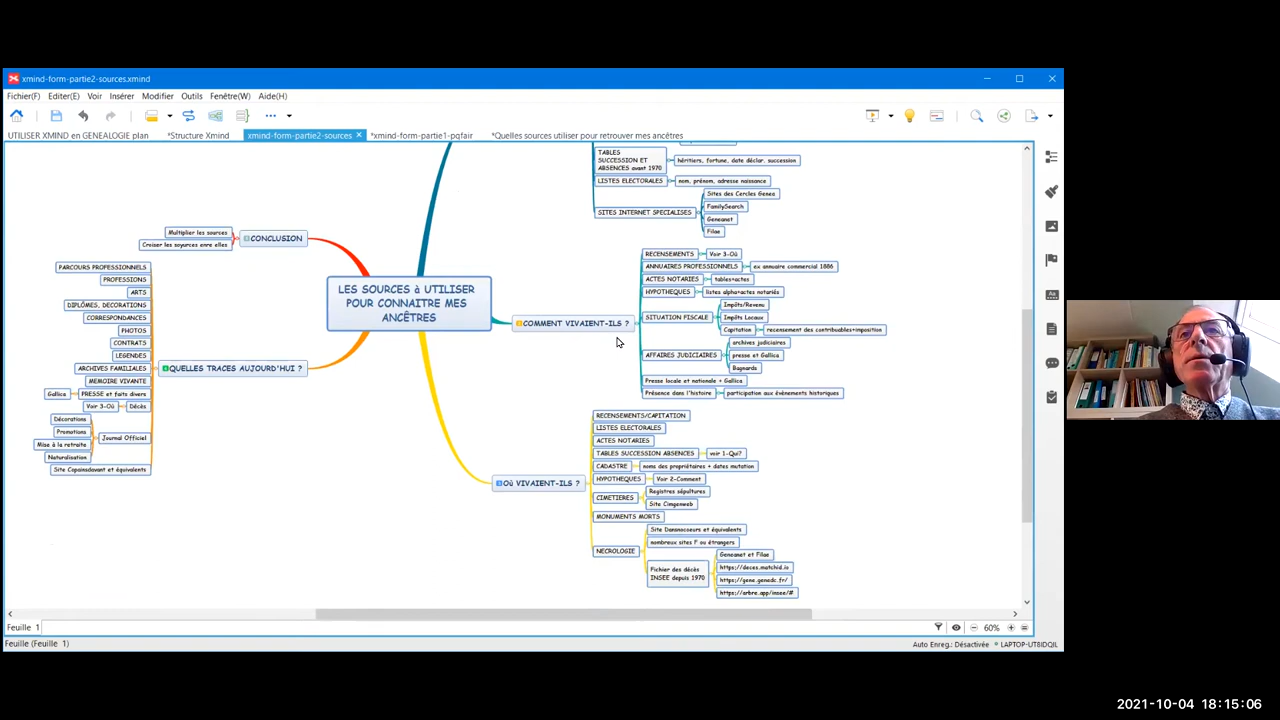 xmind-form-partie2-sources.xmind
Fichier(F) Editer(E) Voir Insérer Modifier Outils Fenêtre(W) Aide(H)
UTILISER XMIND en GENEALOGIE plan
*Structure Xmind
xmind-form-partie2-sources
*xmind-form-partie1-pqfair
*Quelles sources utiliser pour retrouver mes ancêtres
LES SOURCES à UTILISER
POUR CONNAITRE MES
ANCÊTRES
TABLES
SUCCESSION ET
ABSENCES avant 1970
héritiers, fortune, date déclar. succession
LISTES ELECTORALES
nom, prénom, adresse naissance
SITES INTERNET SPECIALISES
Sites des Cercles Genea
FamilySearch
Geneanet
Filae
COMMENT VIVAIENT-ILS ?
RECENSEMENTS
Voir 3-Où
ANNUAIRES PROFESSIONNELS
ex annuaire commercial 1886
ACTES NOTARIES
tables+actes
HYPOTHEQUES
listes alpha+actes notariés
SITUATION FISCALE
Impôts/Revenu
Impôts Locaux
Capitation
recensement des contribuables+imposition
AFFAIRES JUDICIAIRES
archives judiciaires
presse et Gallica
Bagnards
Presse locale et nationale + Gallica
Présence dans l'histoire
participation aux évènements historiques
Où VIVAIENT-ILS ?
RECENSEMENTS/CAPITATION
LISTES ELECTORALES
ACTES NOTARIES
TABLES SUCCESSION ABSENCES
voir 1-Qui?
CADASTRE
noms des propriétaires + dates mutation
HYPOTHEQUES
Voir 2-Comment
CIMETIERES
Registres sépultures
Site Cimgenweb
MONUMENTS MORTS
NECROLOGIE
Site Dansnocoeurs et équivalents
nombreux sites F ou étrangers
Fichier des décès
INSEE depuis 1970
Geneanet et Filae
https://deces.matchid.io
https://gene.genedc.fr/
https://arbre.app/insee/#
CONCLUSION
Multiplier les sources
Croiser les soyurces enre elles
QUELLES TRACES AUJOURD'HUI ?
PARCOURS PROFESSIONNELS
PROFESSIONS
ARTS
DIPLÔMES, DECORATIONS
CORRESPONDANCES
PHOTOS
CONTRATS
LEGENDES
ARCHIVES FAMILIALES
MEMOIRE VIVANTE
PRESSE et faits divers
Gallica
Décès
Voir 3-Où
Journal Officiel
Décorations
Promotions
Mise à la retraite
Naturalisation
Site Copainsdavant et équivalents
Feuille 1
60%
Feuille (Feuille 1)
Auto Enreg.: Désactivée
LAPTOP-UT8IDQIL
2021-10-04 18:15:06